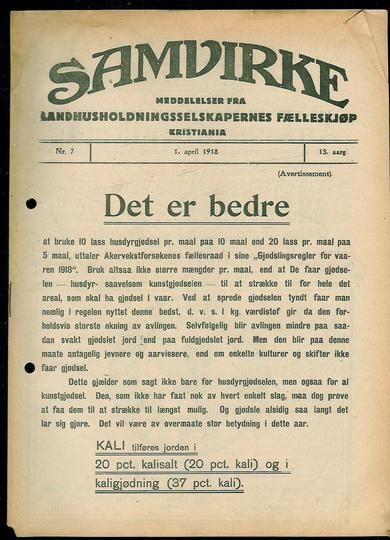 SAMVIRKE
MEDDELELSER FRA
LANDHUSHOLDNINGSSELSKAPERNES FÆLLESKJØP
KRISTIANIA
Nr. 7 1. april 1918 13. aarg.
(Avertissement).
Det er bedre
at bruke 10 lass husdyrgjødsel pr. maal paa 10 maal end 20 lass pr. maal paa
5 maal, uttaler Akervekstforsøkenes fællesraad i sine „Gjødslingsregler for vaa-
ren 1918”. Bruk altsaa ikke større mængder pr. maal, end at De faar gjødse-
len — husdyr- saavelsom kunstgjødselen — til at strække til for hele det
areal, som skal ha gjødsel i vaar. Ved at sprede gjødselen tyndt faar man
nemlig i regelen nyttet denne bedst, d. v. s. 1 kg. værdistof gir da den for-
holdsvis største økning av avlingen. Selvfølgelig blir avlingen mindre paa saa-
dan svakt gjødslet jord end paa fuldgjødslet jord. Men den blir paa denne
maate antagelig jevnere og aarvissere, end om enkelte kulturer og skifter ikke
faar gjødsel.
Dette gjælder som sagt ikke bare for husdyrgjødselen, men ogsaa for al
kunstgjødsel. Den, som ikke har faat nok av hvert enkelt slag, maa dog prøve
at faa dem til at strække til længst mulig. Og gjødsle alsidig saa langt det
lar sig gjøre. Det vil være av overmaate stor betydning i dette aar.
KALI tilføres jorden i
20 pct. kalisalt (20 pct. kali) og i
kaligjødning (37 pct. kali).